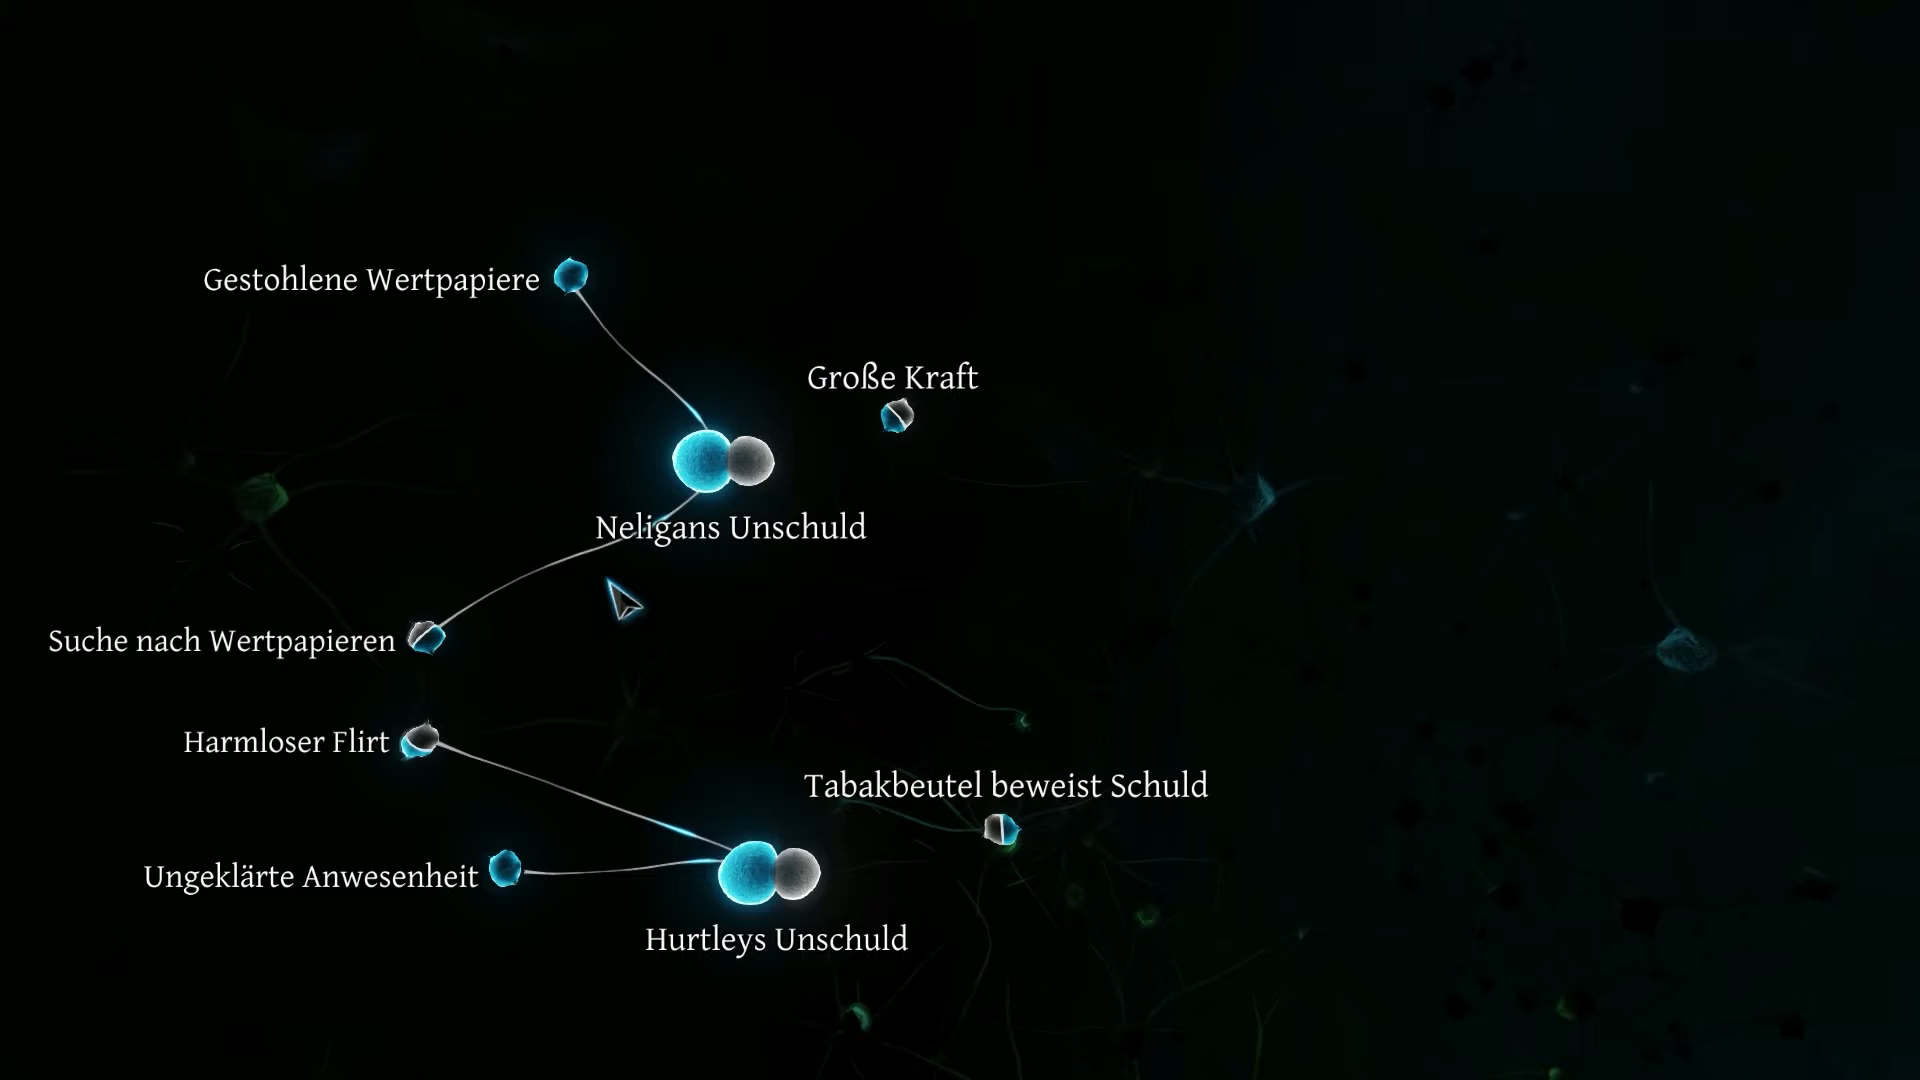 Gestohlene Wertpapiere
Große Kraft
Neligans Unschuld
Suche nach Wertpapieren
Harmloser Flirt
Tabakbeutel beweist Schuld
Ungeklärte Anwesenheit
Hurtleys Unschuld